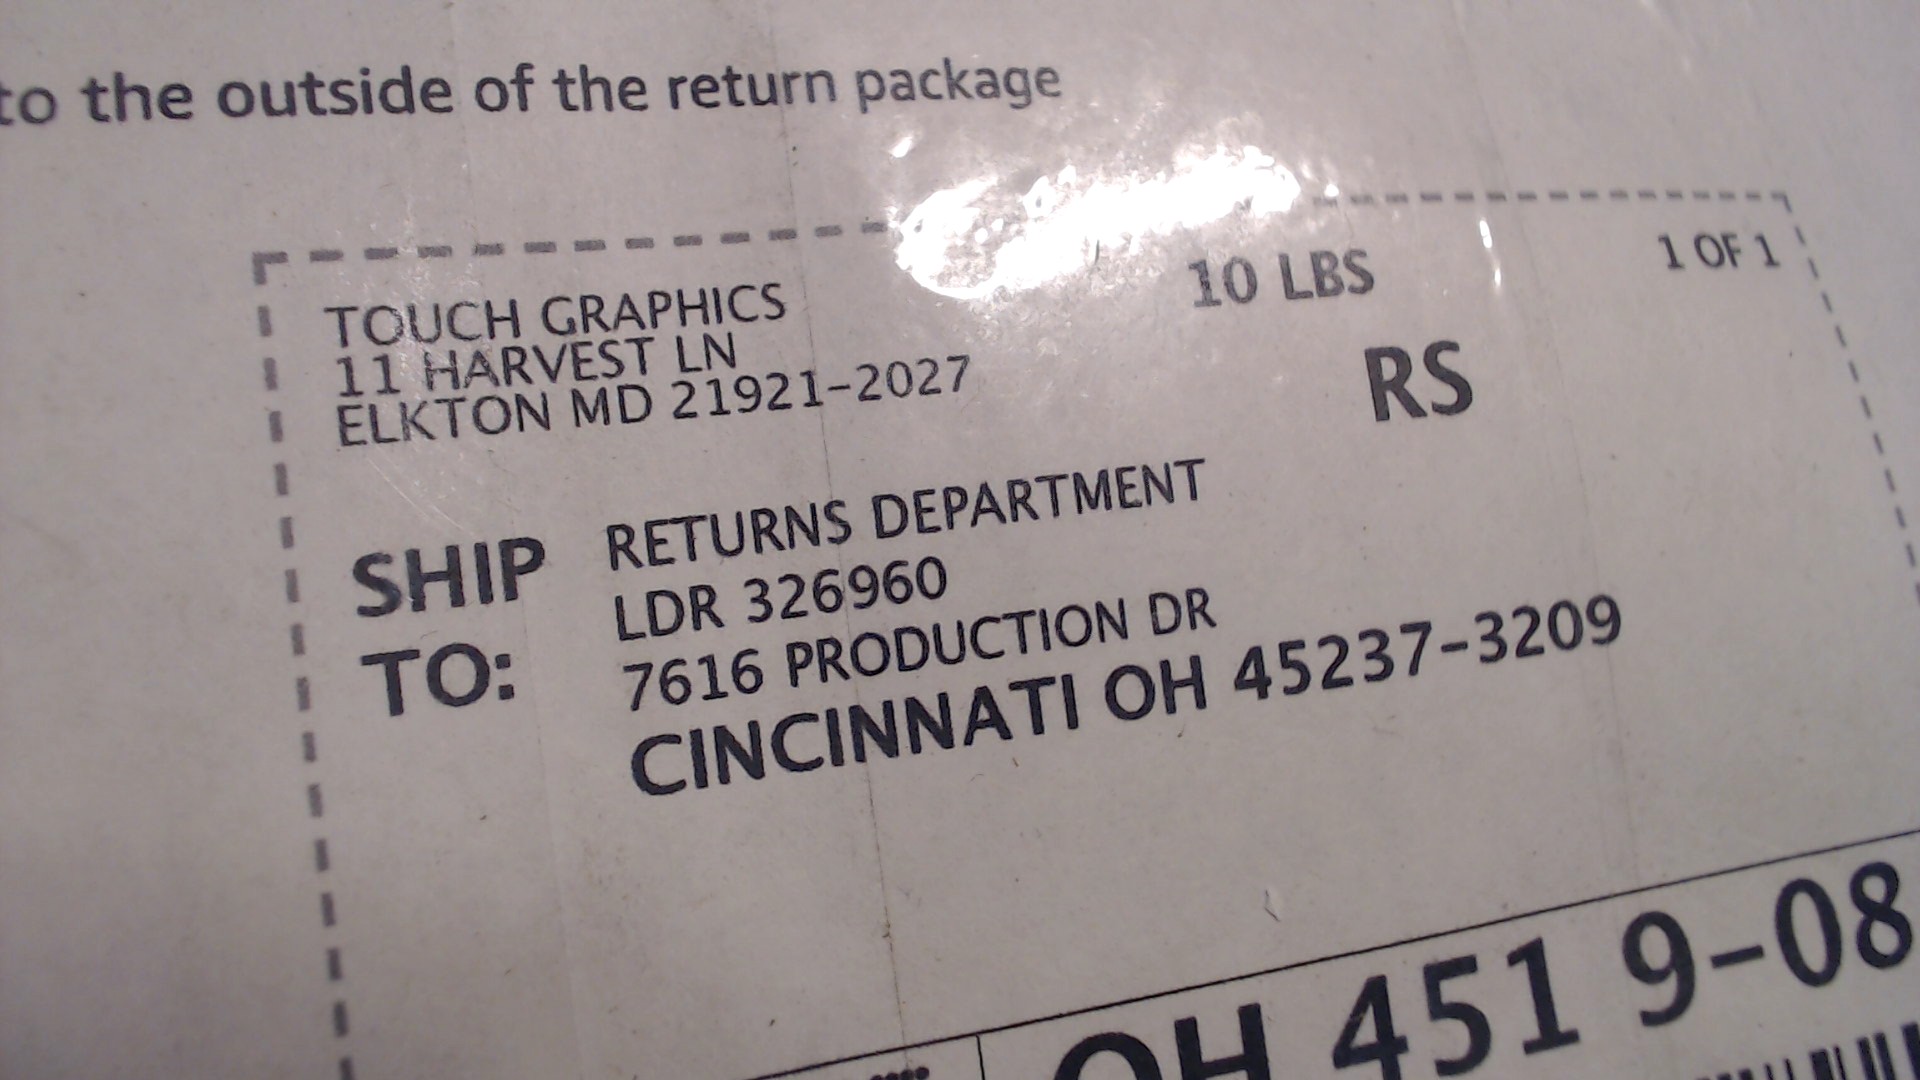 to the outside of the return package
TOUCH GRAPHICS
11 HARVEST LN
ELKTON MD 21921-2027
10 LBS
1 OF 1
RS
SHIP TO:
RETURNS DEPARTMENT
LDR 326960
7616 PRODUCTION DR
CINCINNATI OH 45237-3209
OH 451 9-08